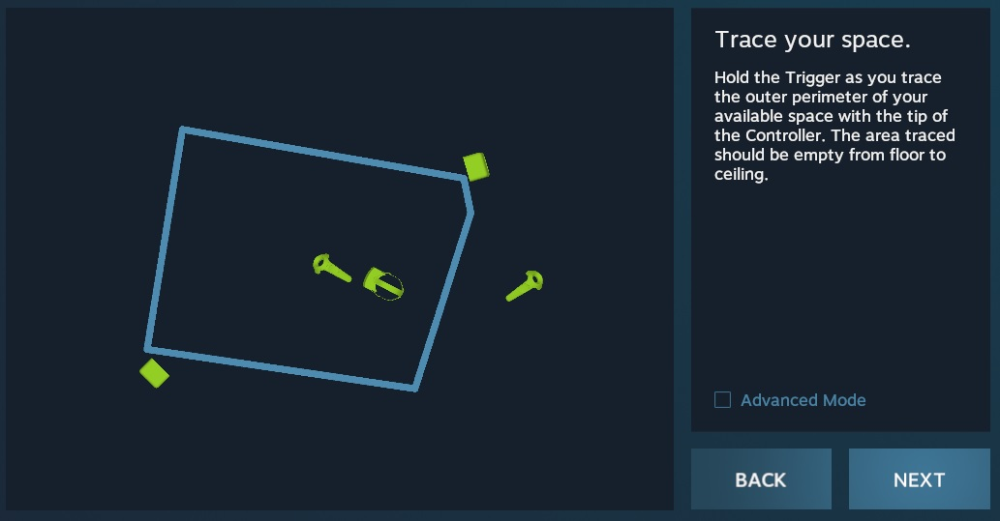 Trace your space.
Hold the Trigger as you trace
the outer perimeter of your
available space with the tip of
the Controller. The area traced
should be empty from floor to
ceiling.
Advanced Mode
BACK
NEXT